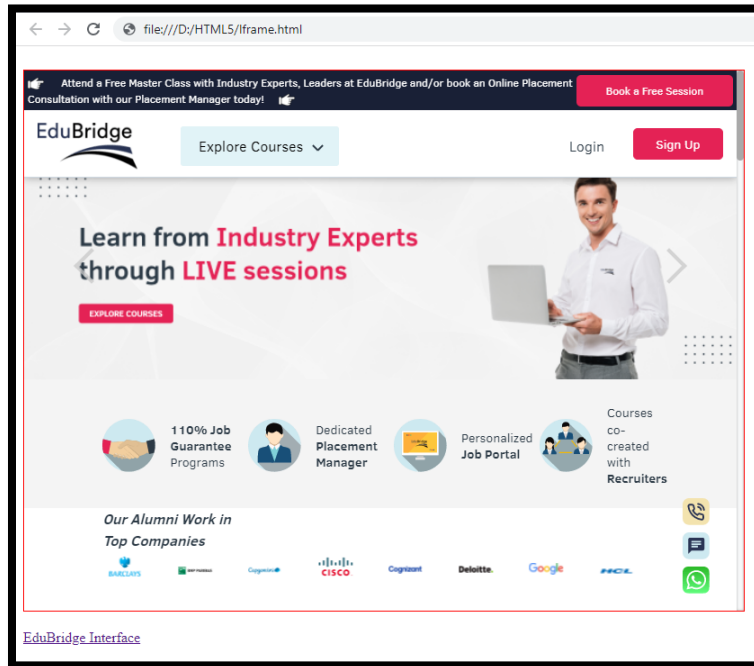 file:///D:/HTML5/Iframe.html
Attend a Free Master Class with Industry Experts, Leaders at EduBridge and/or book an Online Placement
Consultation with our Placement Manager today!
Book a Free Session
EduBridge
Explore Courses
Login
Sign Up
Learn from Industry Experts
through LIVE sessions
EXPLORE COURSES
110% Job
Guarantee
Programs
Dedicated
Placement
Manager
Personalized
Job Portal
Courses
co-
created
with
Recruiters
Our Alumni Work in
Top Companies
BARCLAYS
BNP PARIBAS
Capgemini
CISCO
Cognizant
Deloitte.
Google
HCL
EduBridge Interface